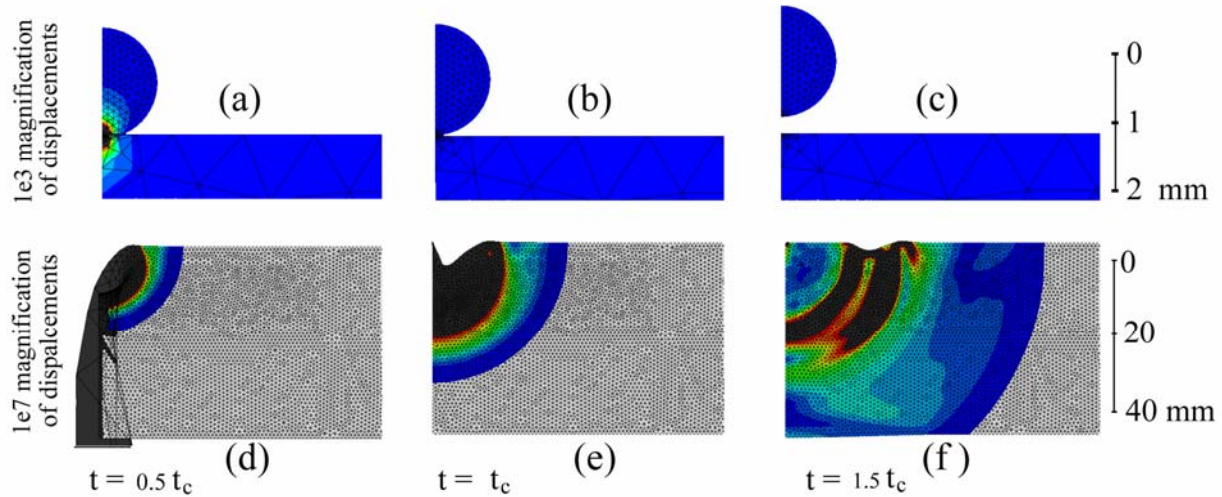 1e3 magnification
of displacements
(a)
(b)
(c)
0
1
2 mm
1e7 magnification
of dispalcements
0
20
40 mm
(d)
(e)
(f)
t = 0.5 tc
t = tc
t = 1.5 tc